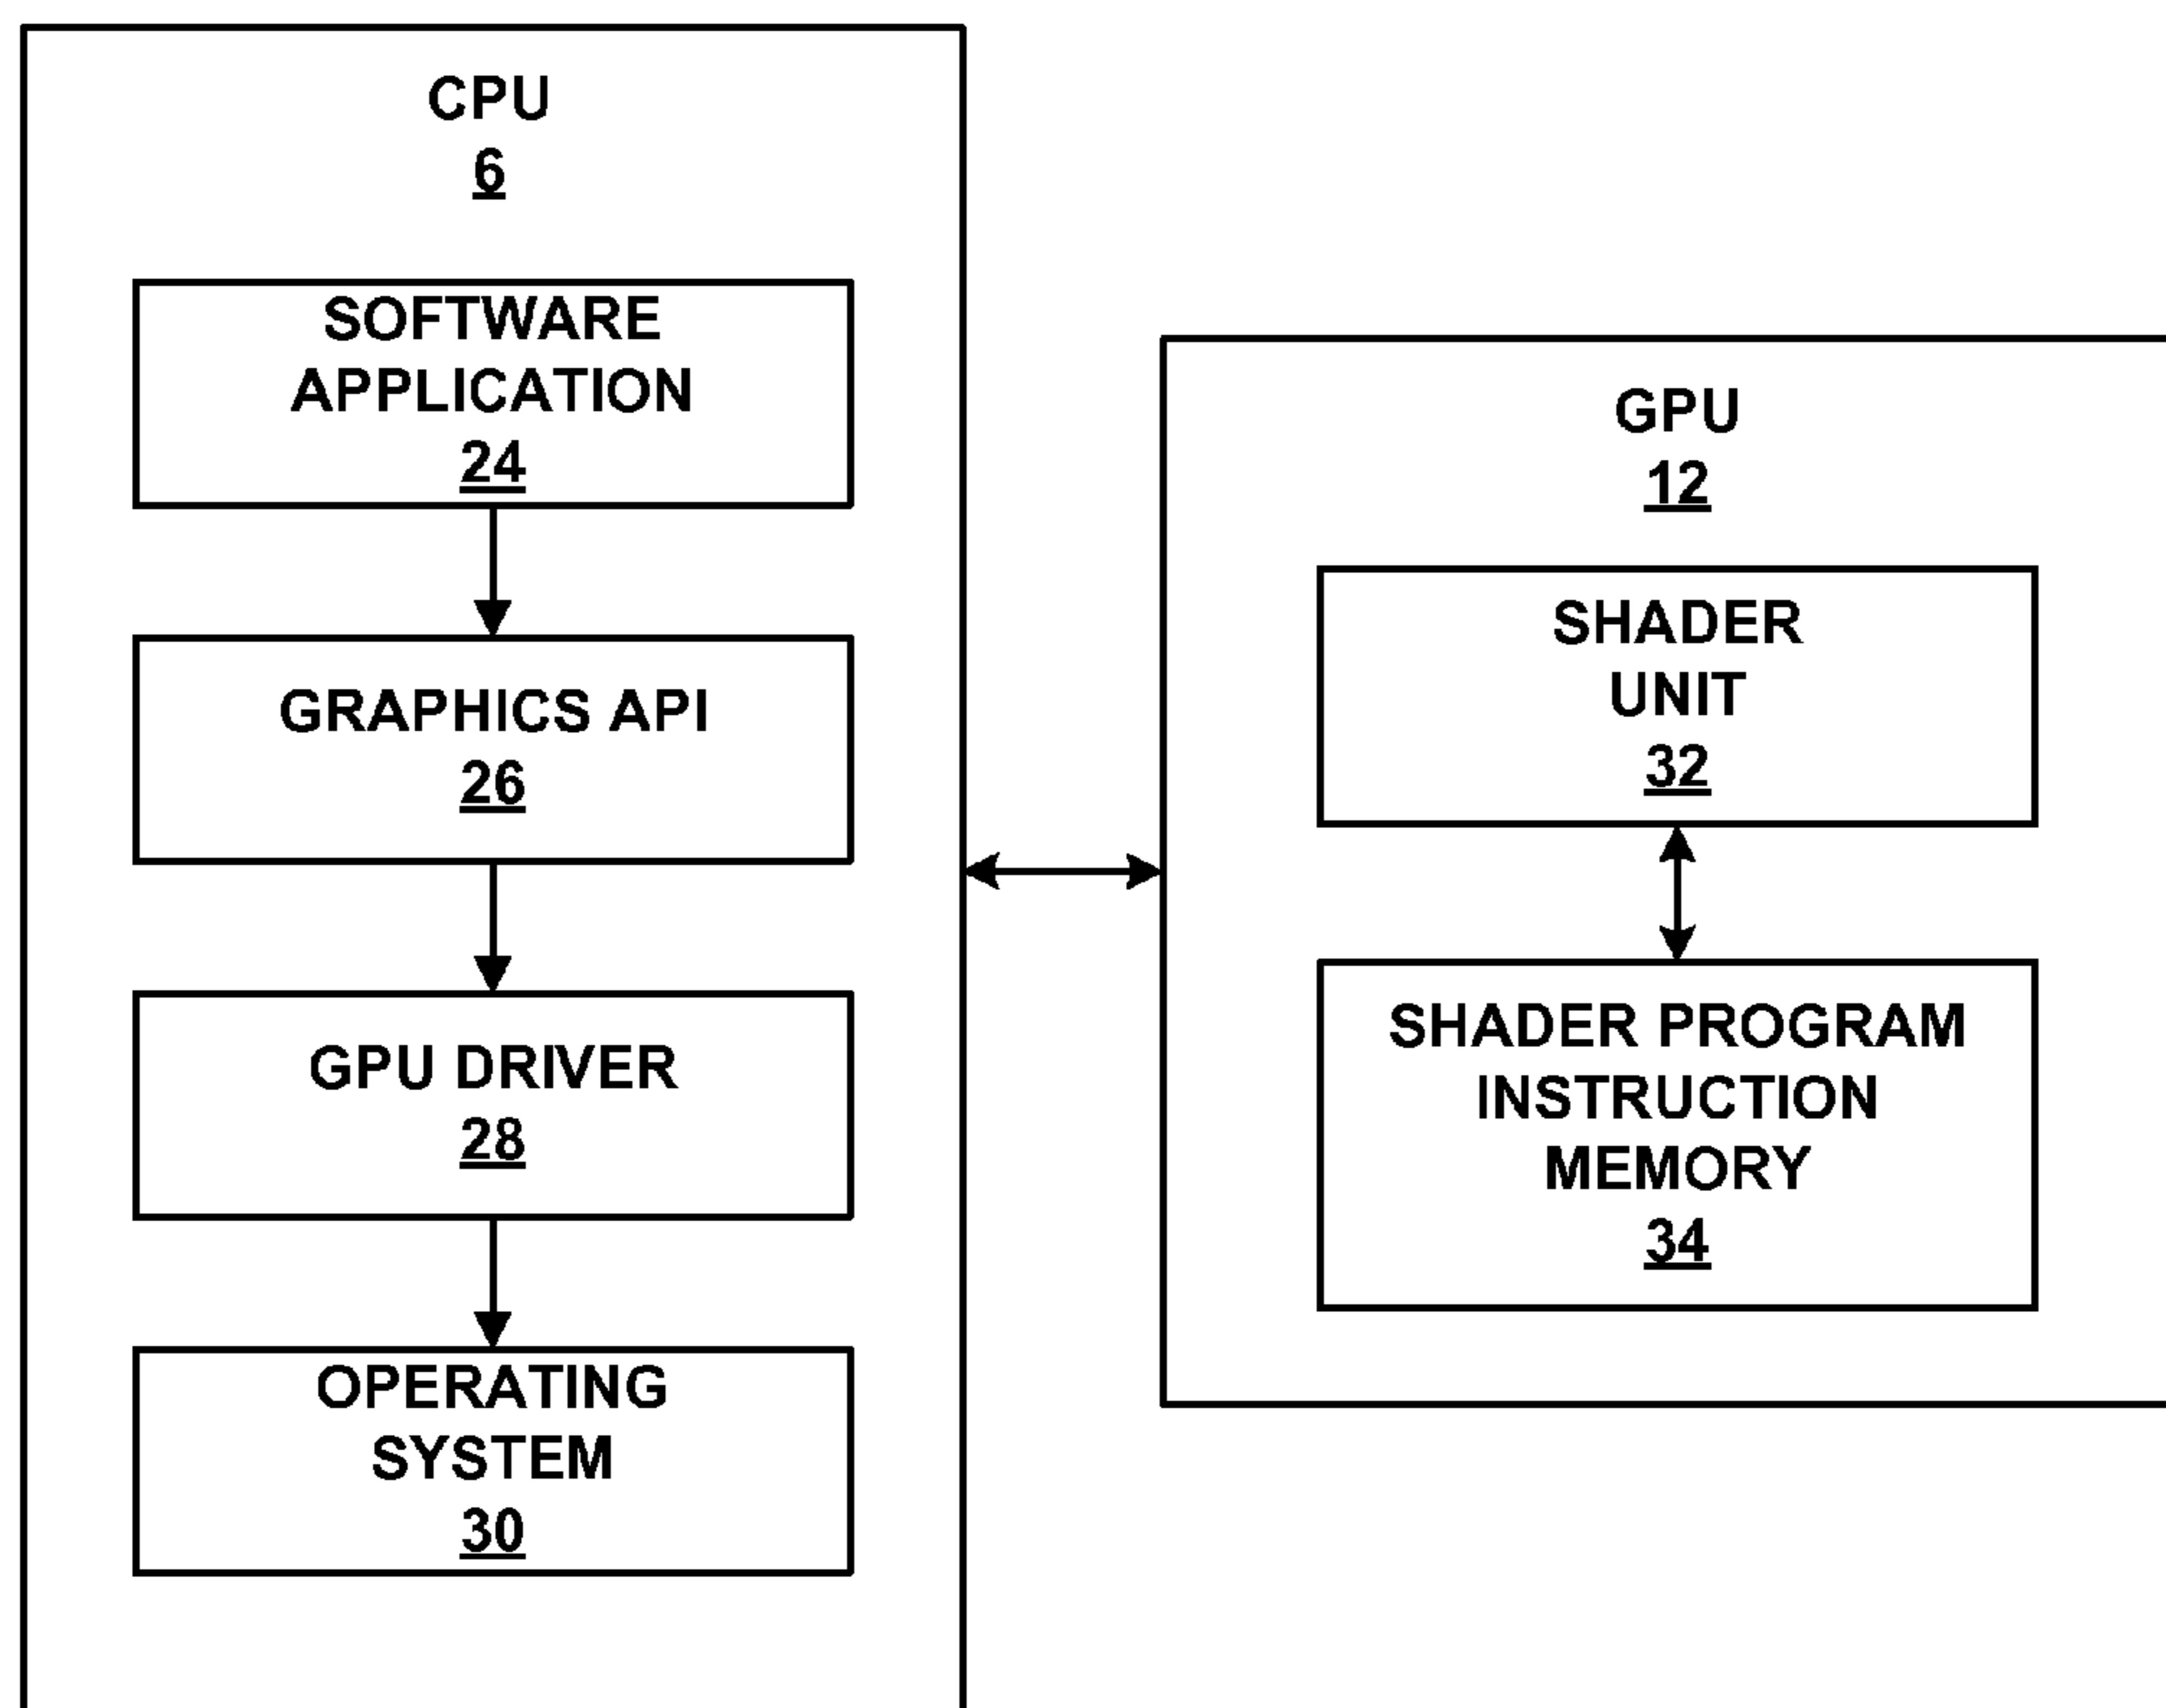 CPU
6
SOFTWARE
APPLICATION
24
GRAPHICS API
26
GPU DRIVER
28
OPERATING
SYSTEM
30
GPU
12
SHADER
UNIT
32
SHADER PROGRAM
INSTRUCTION
MEMORY
34